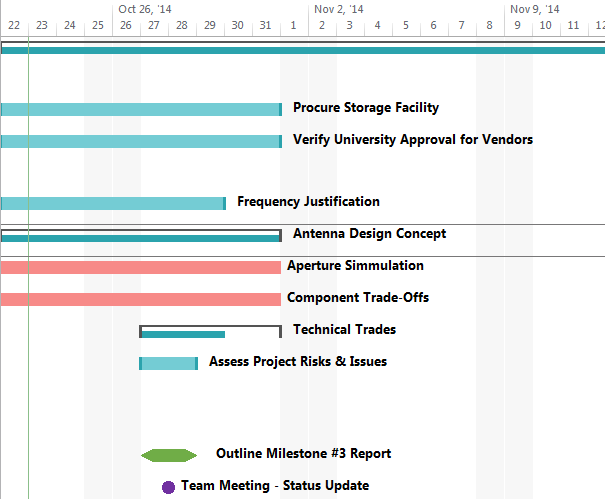 Oct 26, '14 Nov 2, '14 Nov 9, '14
22 23 24 25 26 27 28 29 30 31 1 2 3 4 5 6 7 8 9 10 11 12
Procure Storage Facility
Verify University Approval for Vendors
Frequency Justification
Antenna Design Concept
Aperture Simmulation
Component Trade-Offs
Technical Trades
Assess Project Risks & Issues
Outline Milestone #3 Report
Team Meeting - Status Update